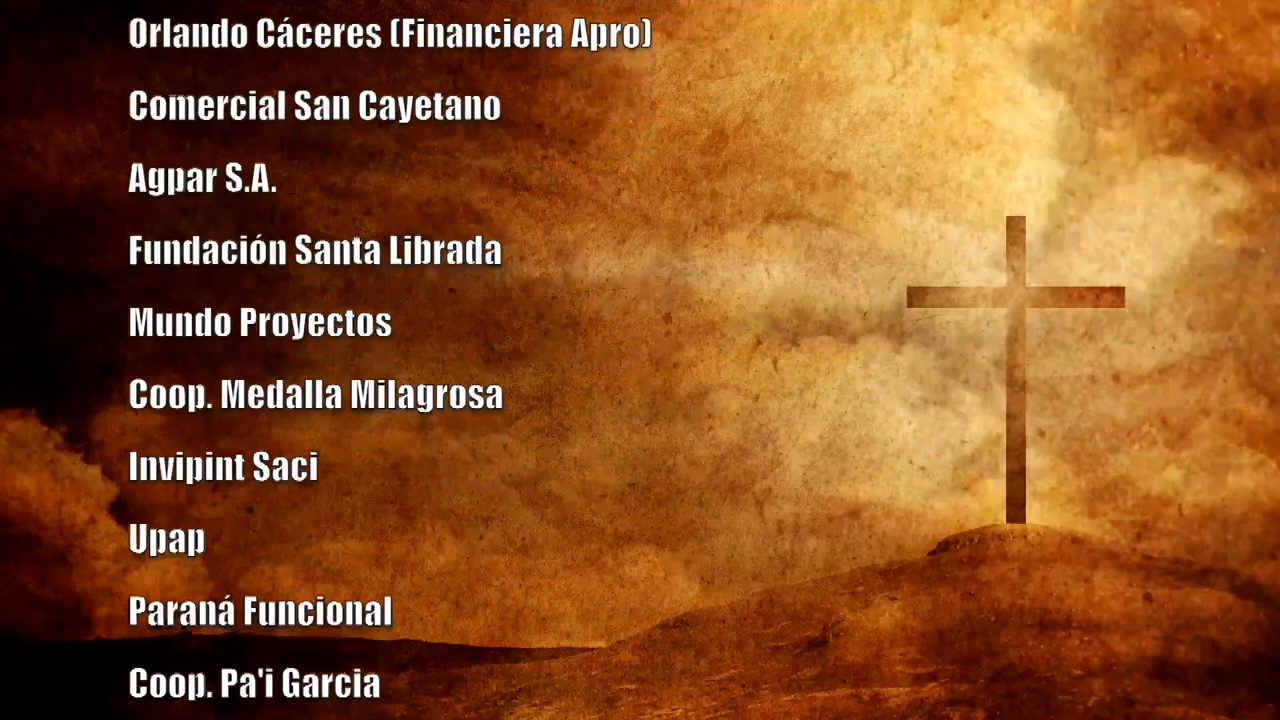 Orlando Cáceres (Financiera Apro)
Comercial San Cayetano
Agpar S.A.
Fundación Santa Librada
Mundo Proyectos
Coop. Medalla Milagrosa
Invipint Saci
Upap
Paraná Funcional
Coop. Pa'i Garcia